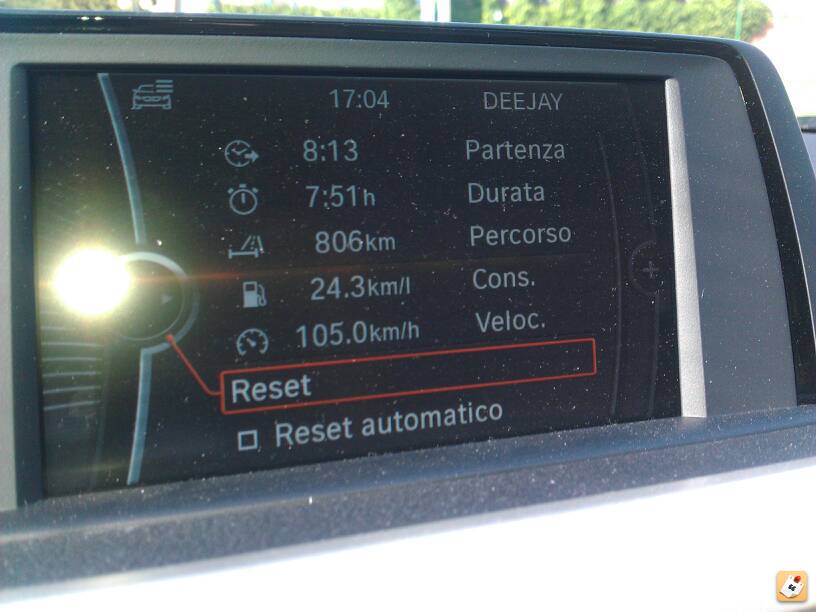 17:04 DEEJAY
8:13 Partenza
7:51h Durata
806km Percorso
24.3km/l Cons.
105.0km/h Veloc.
Reset
Reset automatico